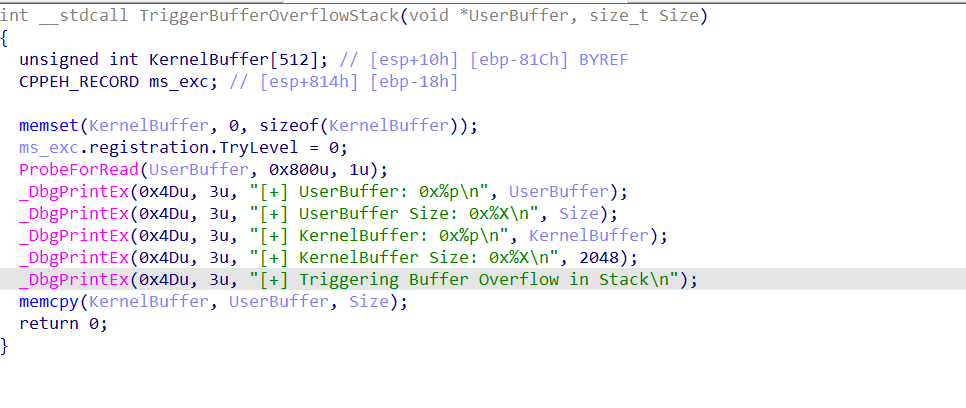 int __stdcall TriggerBufferOverflowStack(void *UserBuffer, size_t Size)
{
  unsigned int KernelBuffer[512]; // [esp+10h] [ebp-81Ch] BYREF
  CPPEH_RECORD ms_exc; // [esp+814h] [ebp-18h]

  memset(KernelBuffer, 0, sizeof(KernelBuffer));
  ms_exc.registration.TryLevel = 0;
  ProbeForRead(UserBuffer, 0x800u, 1u);
  _DbgPrintEx(0x4Du, 3u, "[+] UserBuffer: 0x%p\n", UserBuffer);
  _DbgPrintEx(0x4Du, 3u, "[+] UserBuffer Size: 0x%X\n", Size);
  _DbgPrintEx(0x4Du, 3u, "[+] KernelBuffer: 0x%p\n", KernelBuffer);
  _DbgPrintEx(0x4Du, 3u, "[+] KernelBuffer Size: 0x%X\n", 2048);
  _DbgPrintEx(0x4Du, 3u, "[+] Triggering Buffer Overflow in Stack\n");
  memcpy(KernelBuffer, UserBuffer, Size);
  return 0;
}